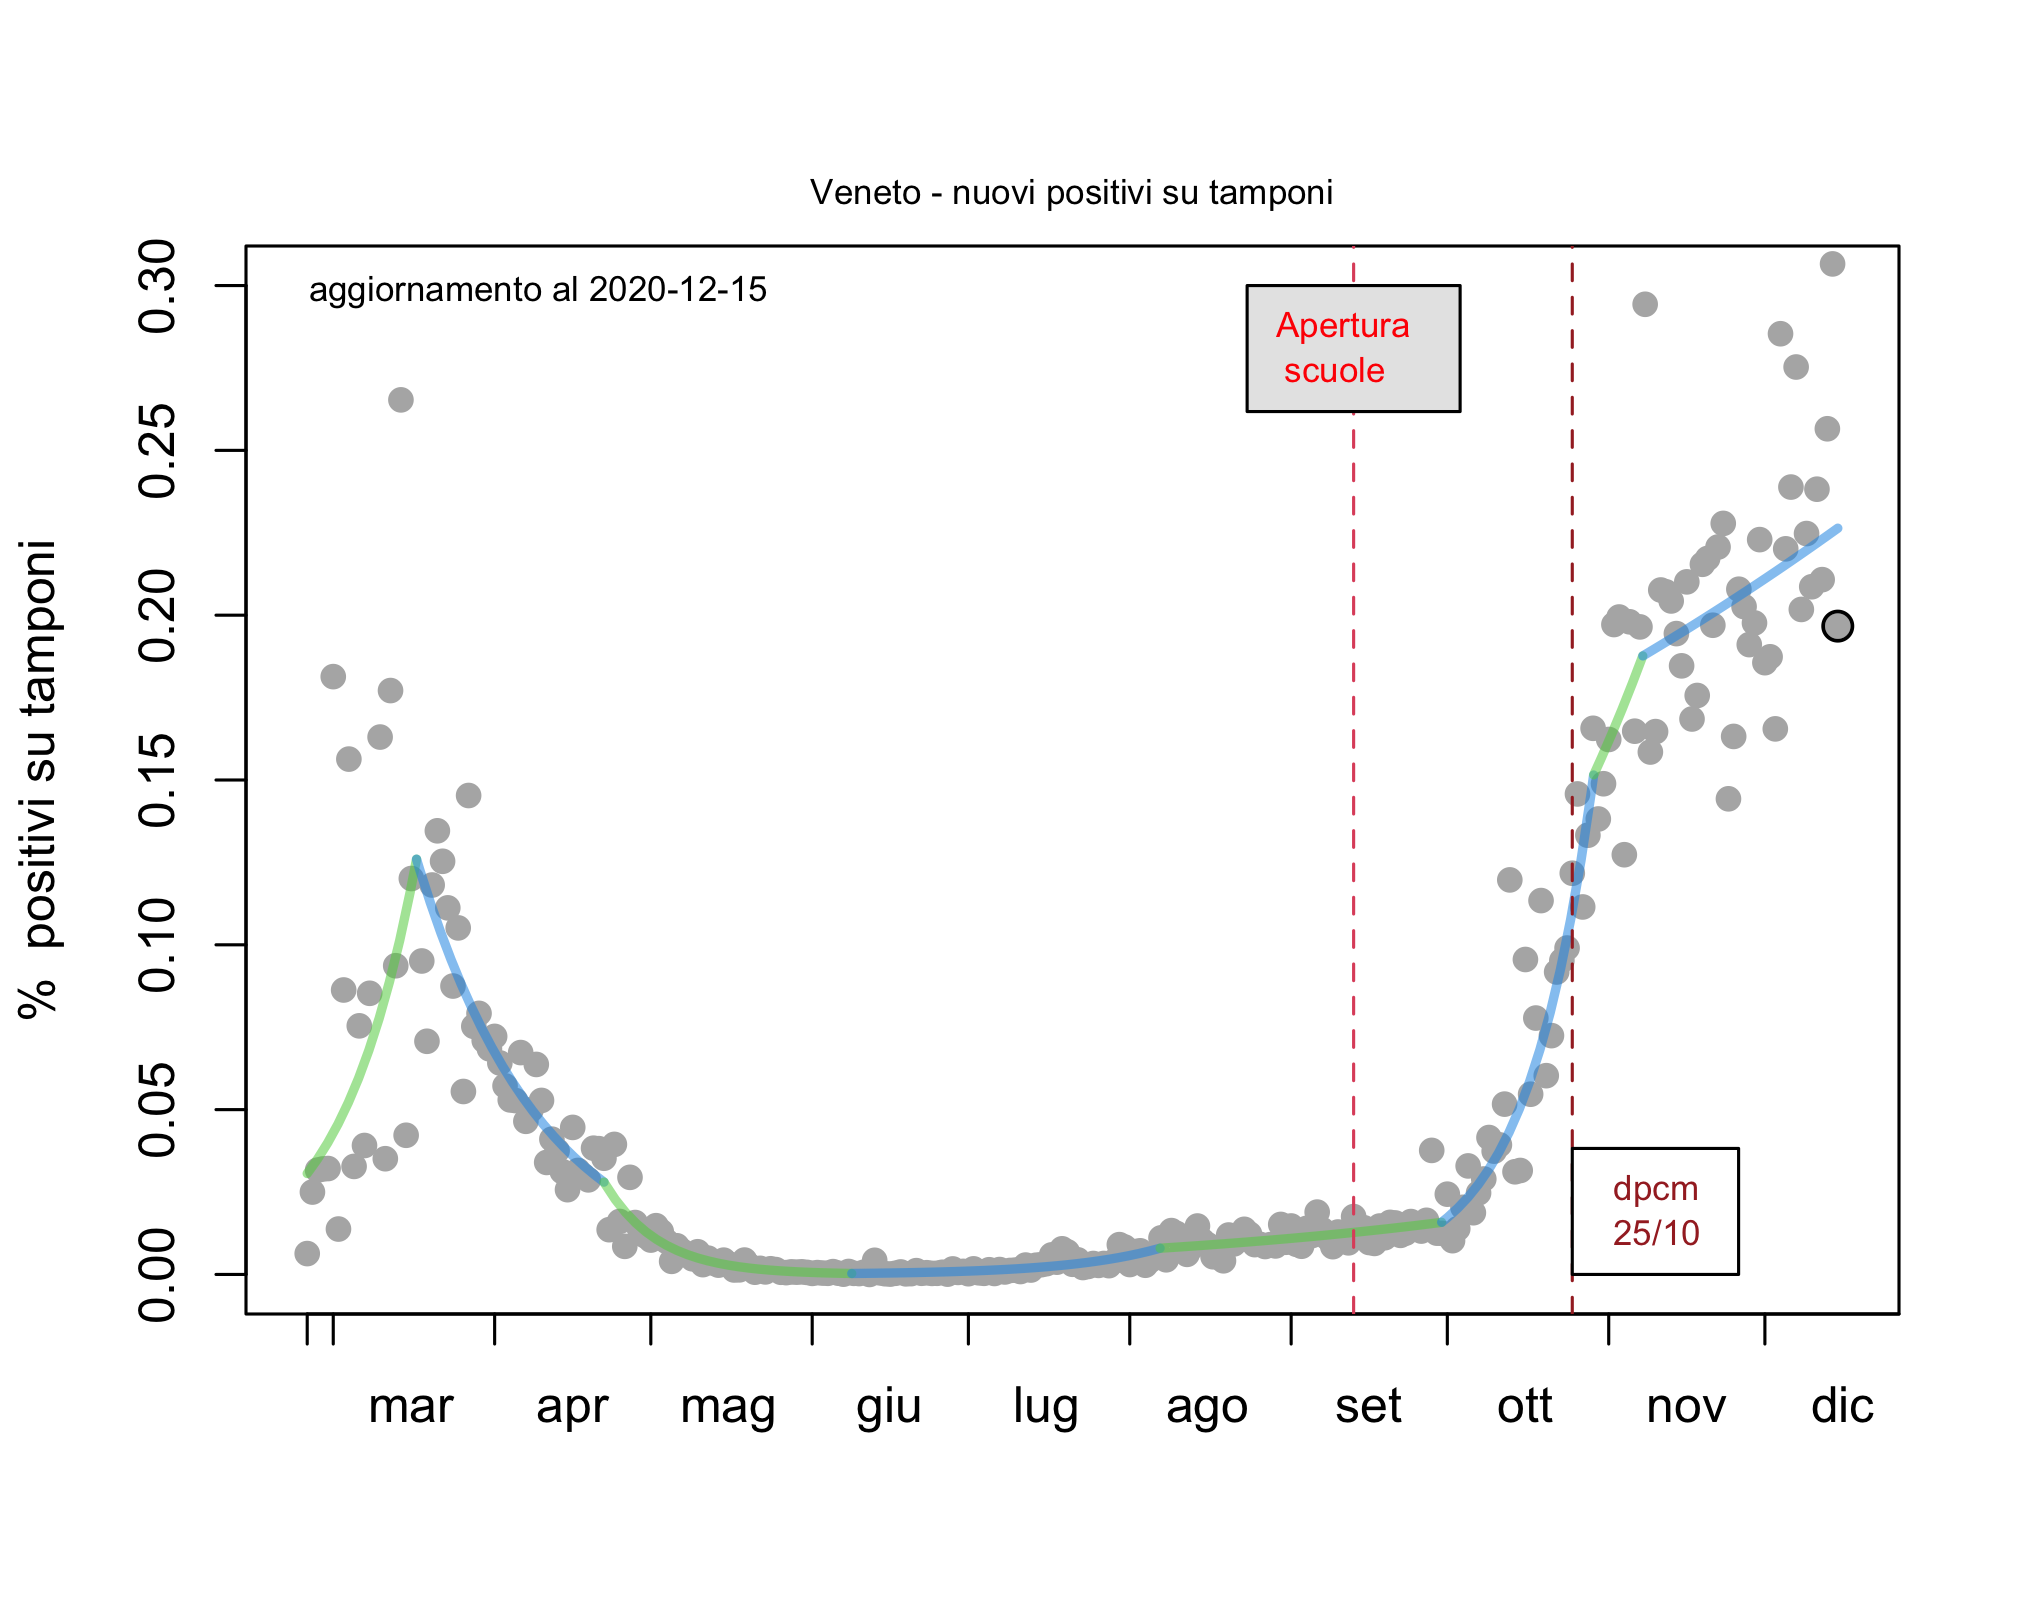 Veneto - nuovi positivi su tamponi
aggiornamento al 2020-12-15
Apertura
scuole
dpcm
25/10
% positivi su tamponi
0.30
0.25
0.20
0.15
0.10
0.05
0.00
mar apr mag giu lug ago set ott nov dic